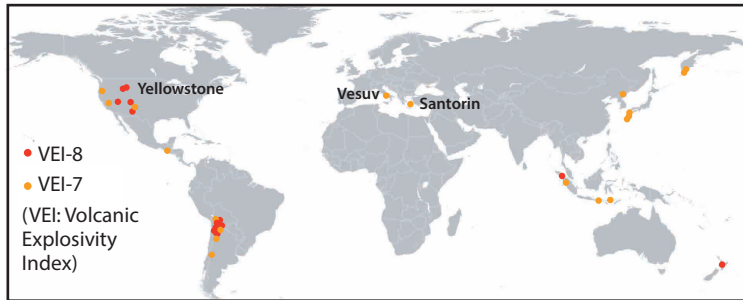 Yellowstone
Vesuv
Santorin
VEI-8
VEI-7
(VEI: Volcanic
Explosivity
Index)